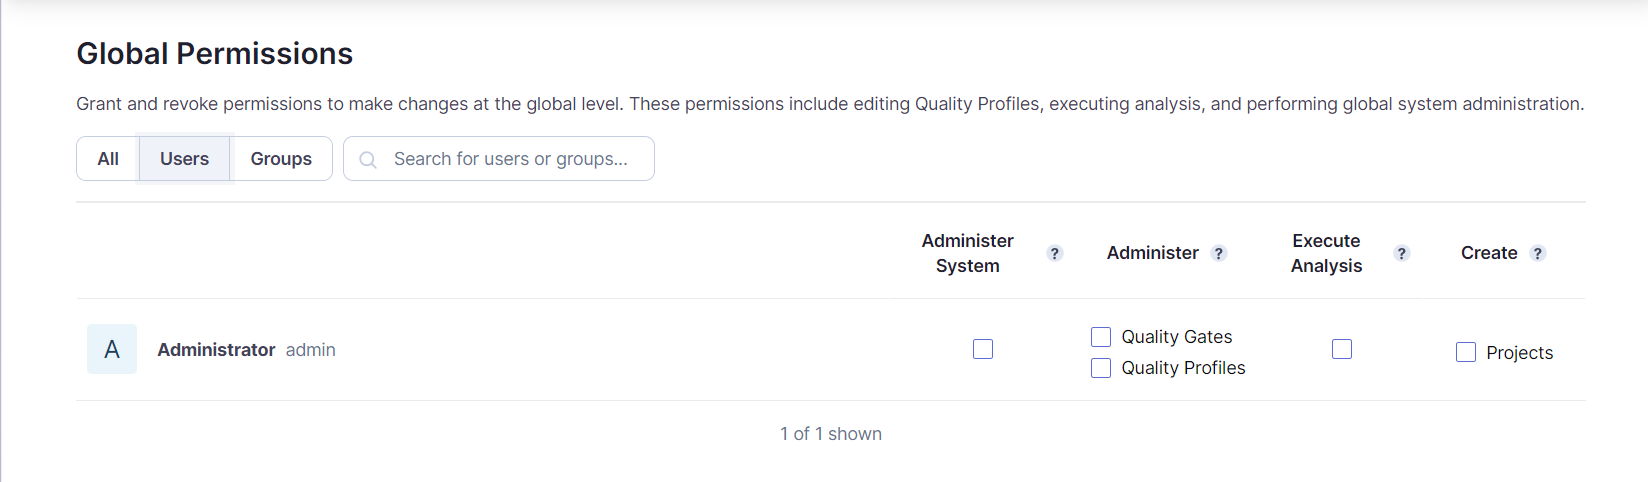 Global Permissions
Grant and revoke permissions to make changes at the global level. These permissions include editing Quality Profiles, executing analysis, and performing global system administration.
All Users Groups Search for users or groups...
Administer System ? Administer ? Execute Analysis ? Create ?
A Administrator admin
Quality Gates
Quality Profiles
Projects
1 of 1 shown